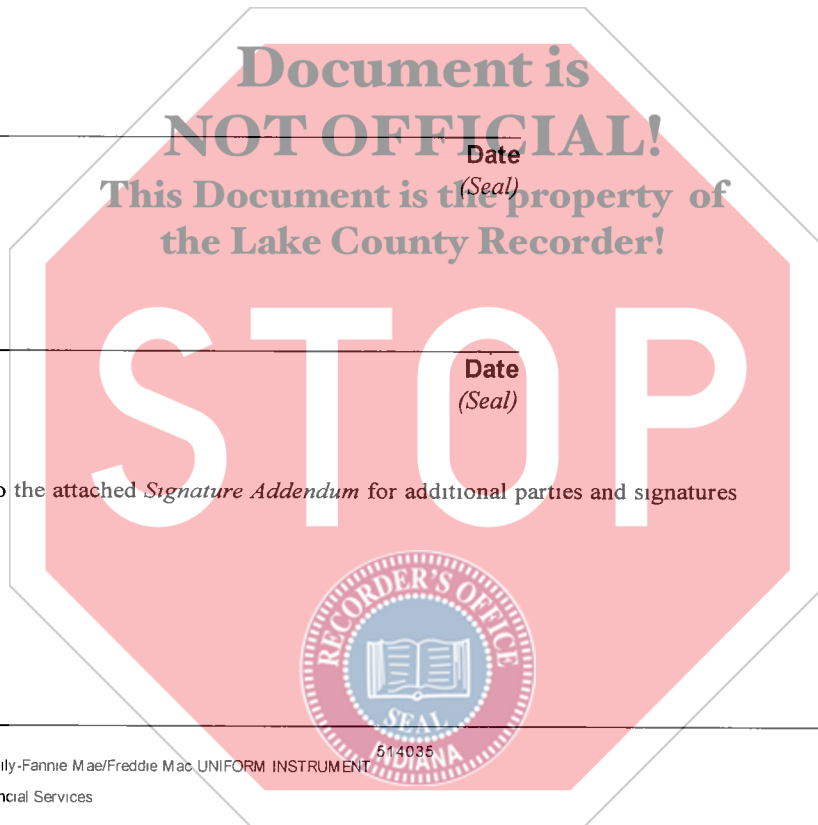 Document is
NOT OFFICIAL!
Date
(Seal)
This Document is the property of
the Lake County Recorder!
STOP
Date
(Seal)
the attached Signature Addendum for additional parties and signatures
RECORDER'S OFFICE
SEAL
INDIANA
514035
ily-Fannie Mae/Freddie Mac UNIFORM INSTRUMENT
ncial Services